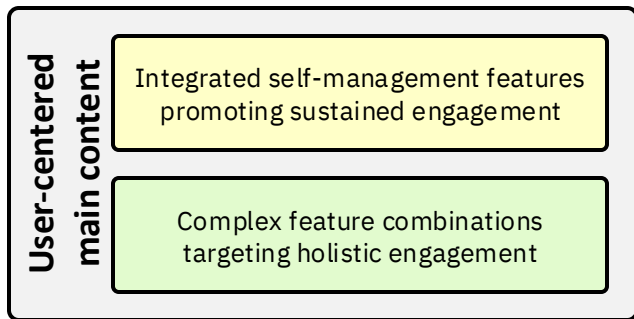 User-centered
main content
Integrated self-management features
promoting sustained engagement
Complex feature combinations
targeting holistic engagement